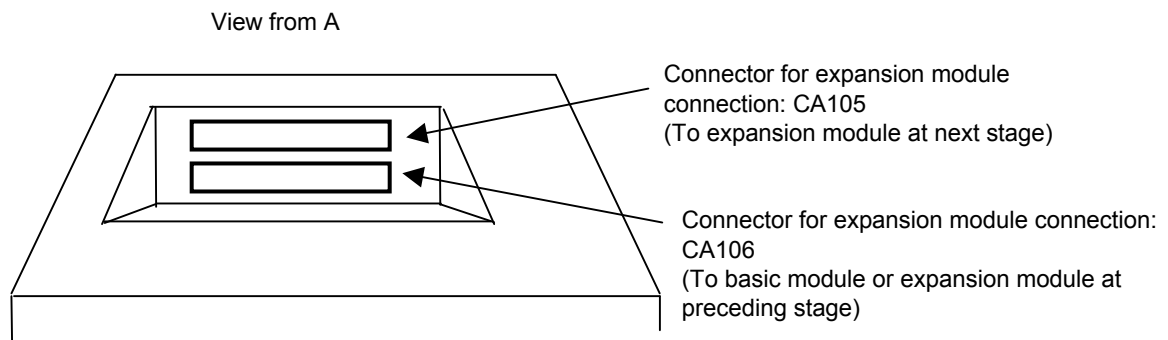 View from A
Connector for expansion module
connection: CA105
(To expansion module at next stage)
Connector for expansion module connection:
CA106
(To basic module or expansion module at
preceding stage)